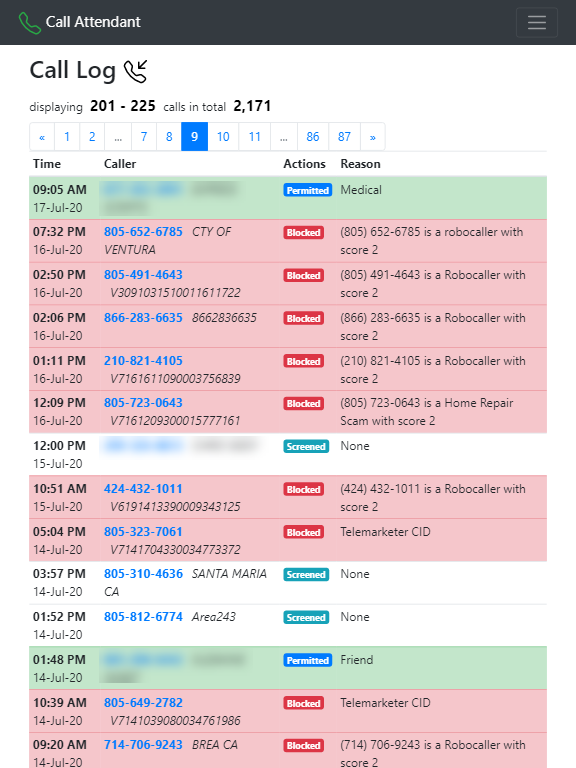 Call Attendant
Call Log
displaying 201 - 225 calls in total 2,171
« 1 2 ... 7 8 9 10 11 ... 86 87 »
Time Caller Actions Reason
09:05 AM Permitted Medical
17-Jul-20
07:32 PM 805-652-6785 CTY OF Blocked (805) 652-6785 is a robocaller with
16-Jul-20 VENTURA score 2
02:50 PM 805-491-4643 Blocked (805) 491-4643 is a Robocaller with
16-Jul-20 V3091031510011611722 score 2
02:06 PM 866-283-6635 8662836635 Blocked (866) 283-6635 is a Robocaller with
16-Jul-20 score 2
01:11 PM 210-821-4105 Blocked (210) 821-4105 is a Robocaller with
16-Jul-20 V7161611090003756839 score 2
12:09 PM 805-723-0643 Blocked (805) 723-0643 is a Home Repair
16-Jul-20 V7161209300015777161 Scam with score 2
12:00 PM Screened None
15-Jul-20
10:51 AM 424-432-1011 Blocked (424) 432-1011 is a Robocaller with
15-Jul-20 V6191413390009343125 score 2
05:04 PM 805-323-7061 Blocked Telemarketer CID
14-Jul-20 V7141704330034773372
03:57 PM 805-310-4636 SANTA MARIA Screened None
14-Jul-20 CA
01:52 PM 805-812-6774 Area243 Screened None
14-Jul-20
01:48 PM Permitted Friend
14-Jul-20
10:39 AM 805-649-2782 Blocked Telemarketer CID
14-Jul-20 V7141039080034761986
09:20 AM 714-706-9243 BREA CA Blocked (714) 706-9243 is a Robocaller with
14-Jul-20 score 2